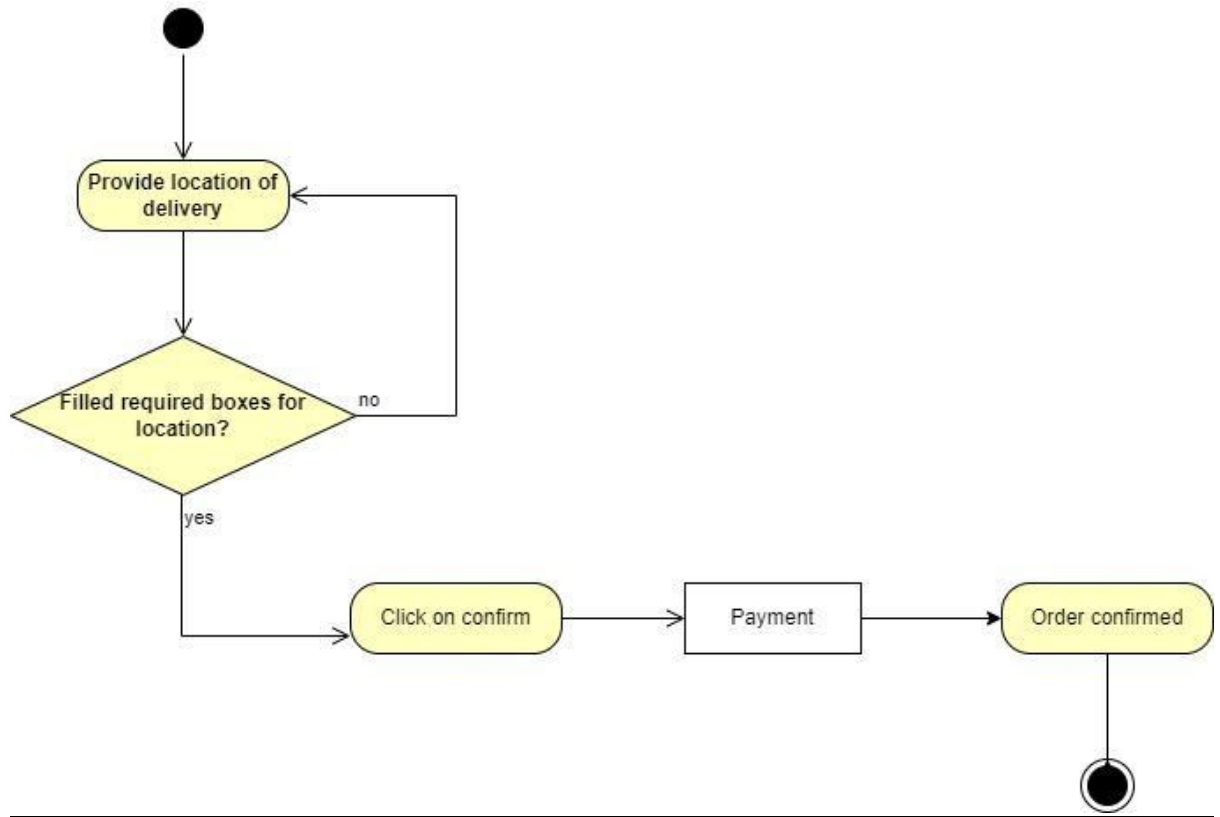 Provide location of
delivery
Filled required boxes for
location?
no
yes
Click on confirm
Payment
Order confirmed